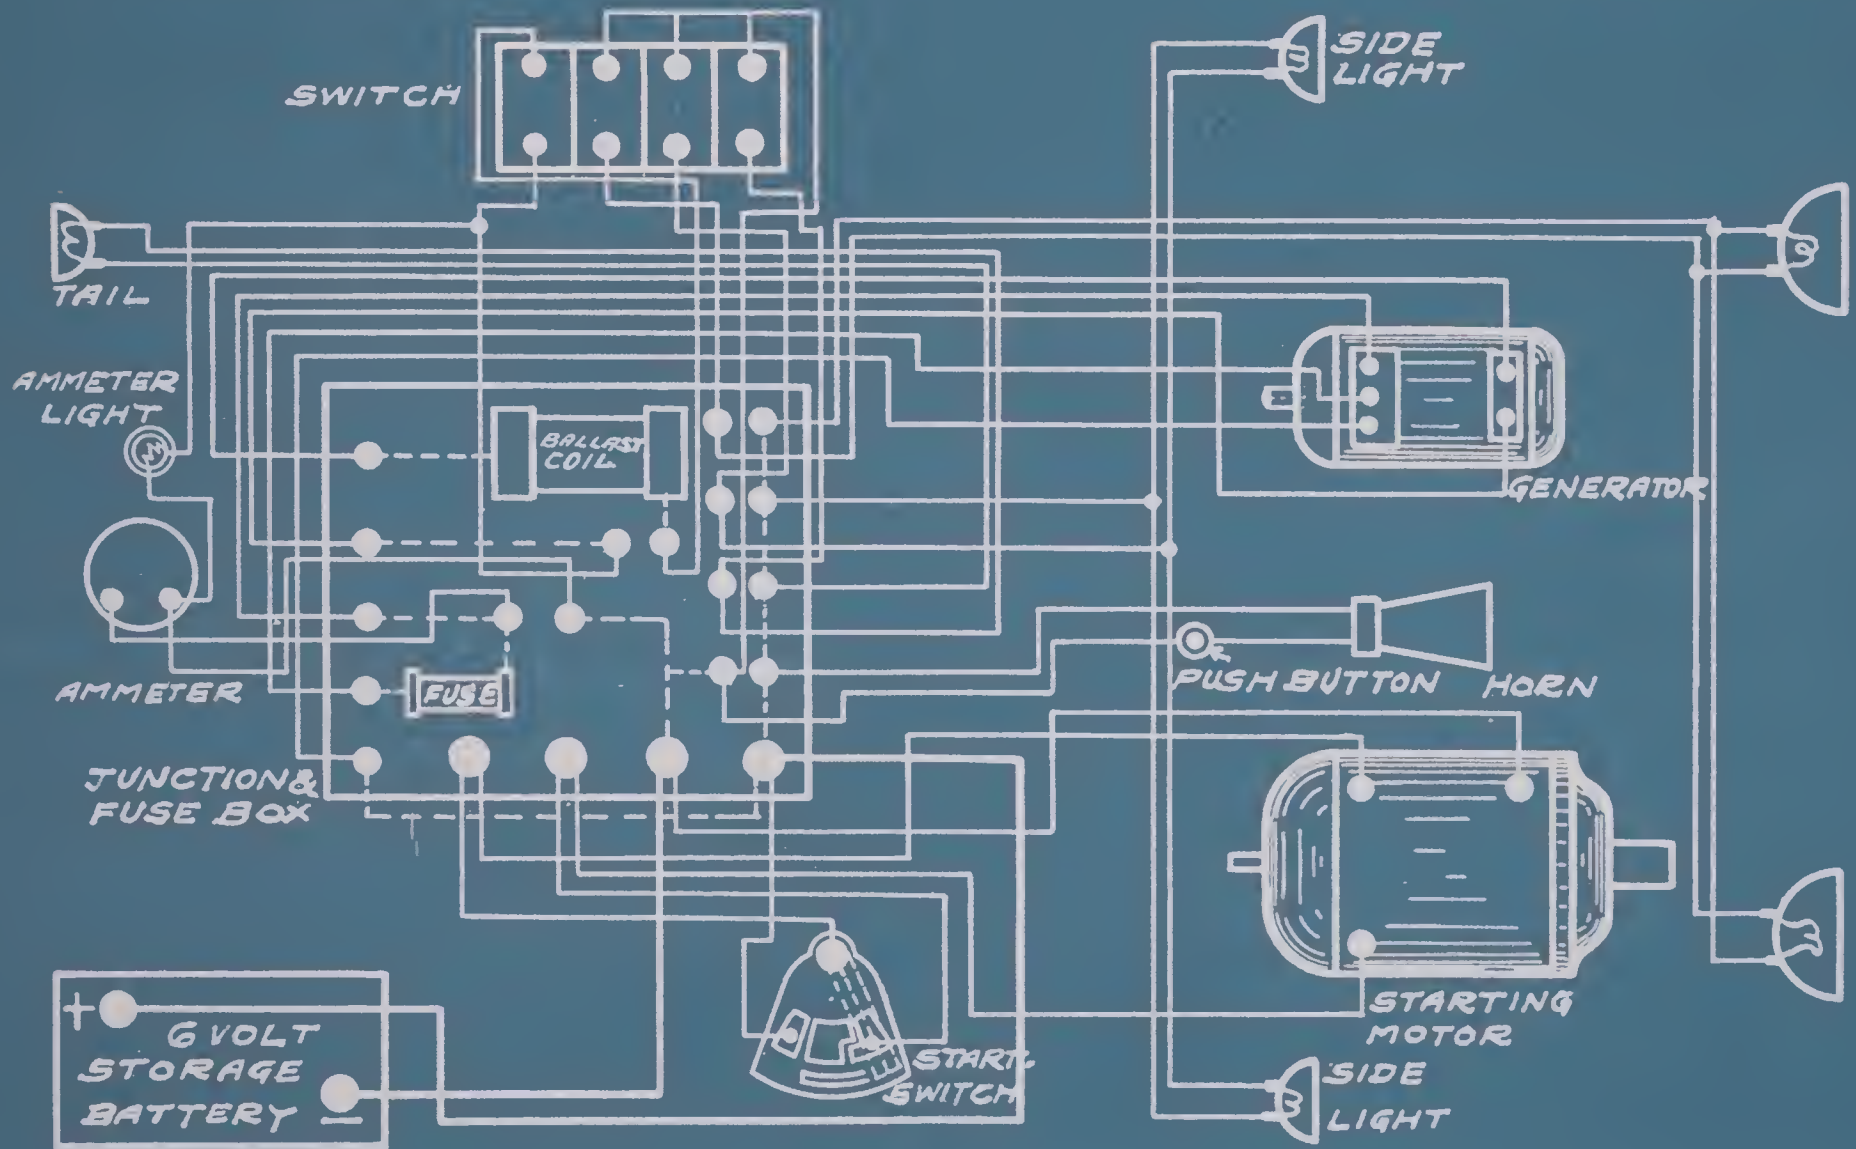 SWITCH
SIDE
LIGHT
TAIL
AMMETER
LIGHT
BALLAST
COIL
GENERATOR
AMMETER
FUSE
PUSH BUTTON
HORN
JUNCTION &
FUSE BOX
STARTING
MOTOR
+
6 VOLT
STORAGE
BATTERY
–
START.
SWITCH
SIDE
LIGHT